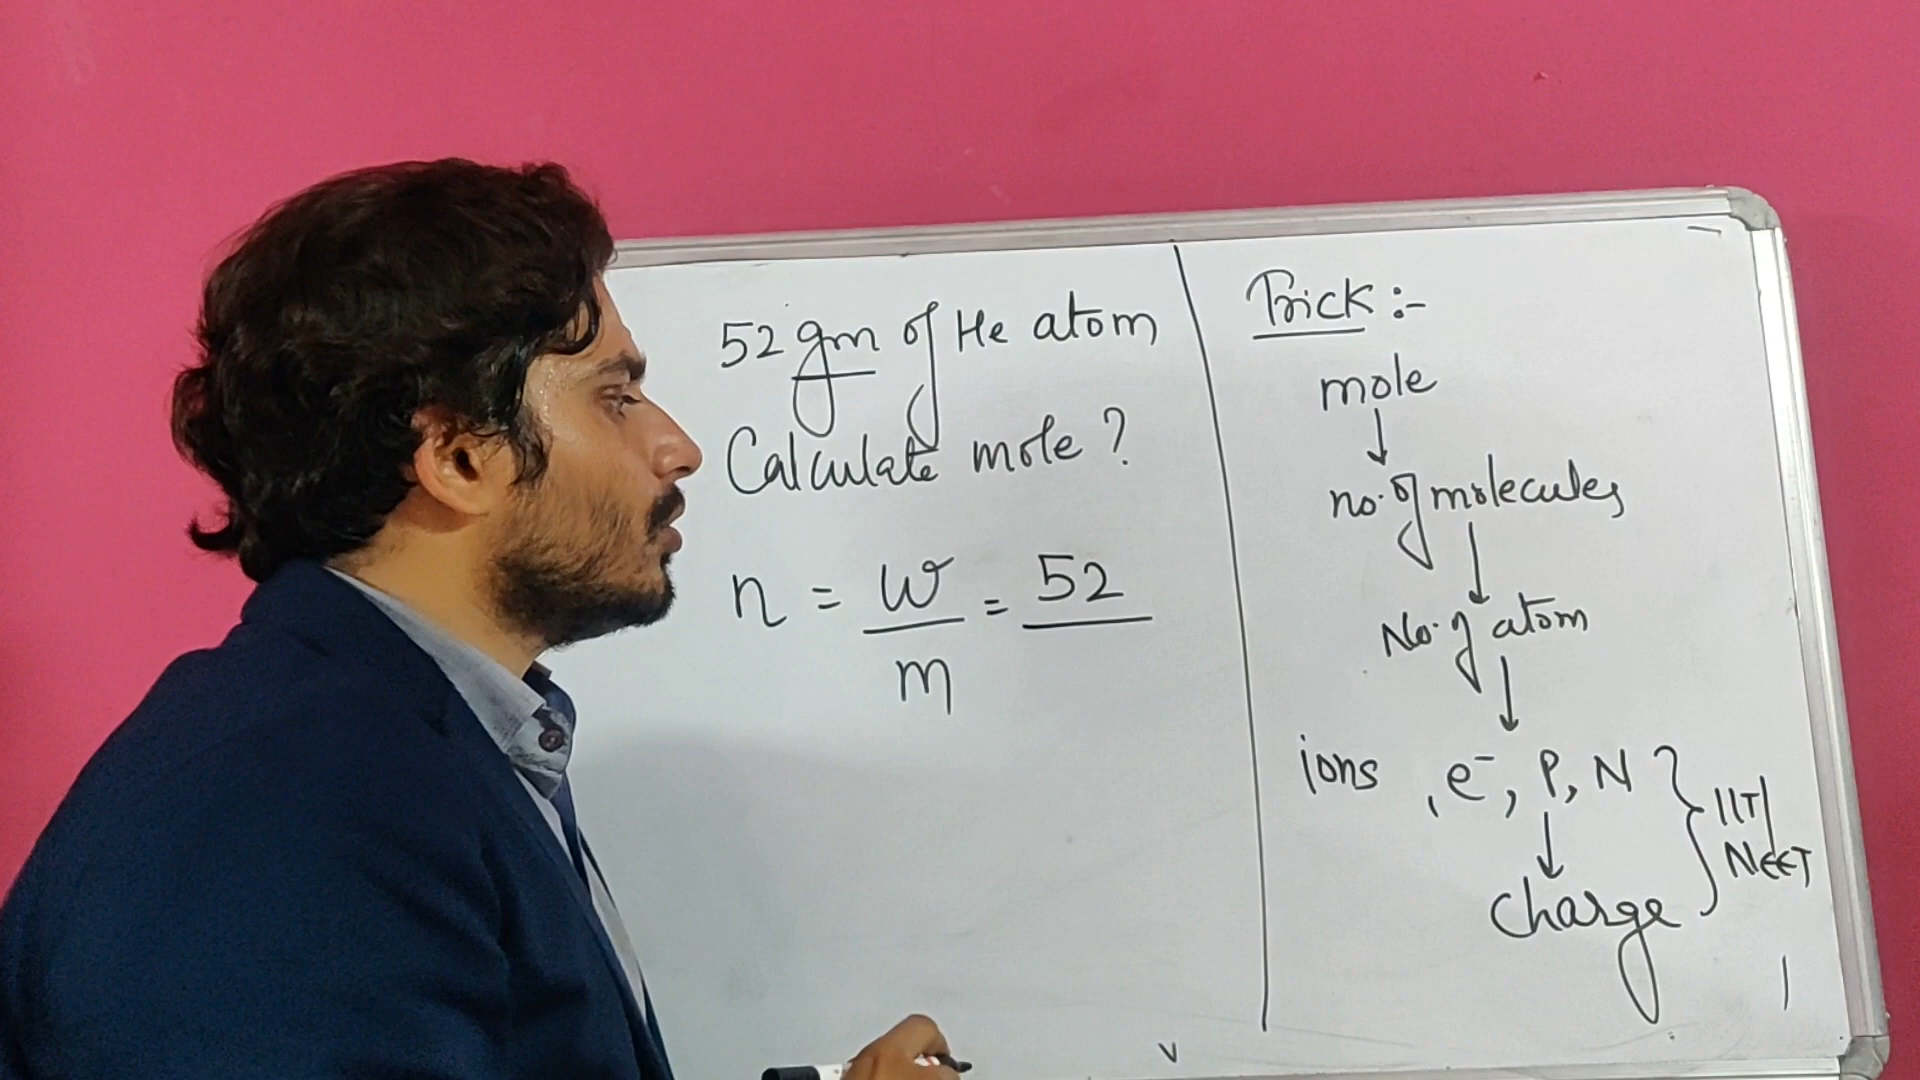 52 gm of He atom
Calculate mole ?
n = w/m = 52
Trick :-
mole
↓
no. of molecules
↓
No. of atom
↓
ions , e⁻, P, N } IIT/
NEET
↓
Charge